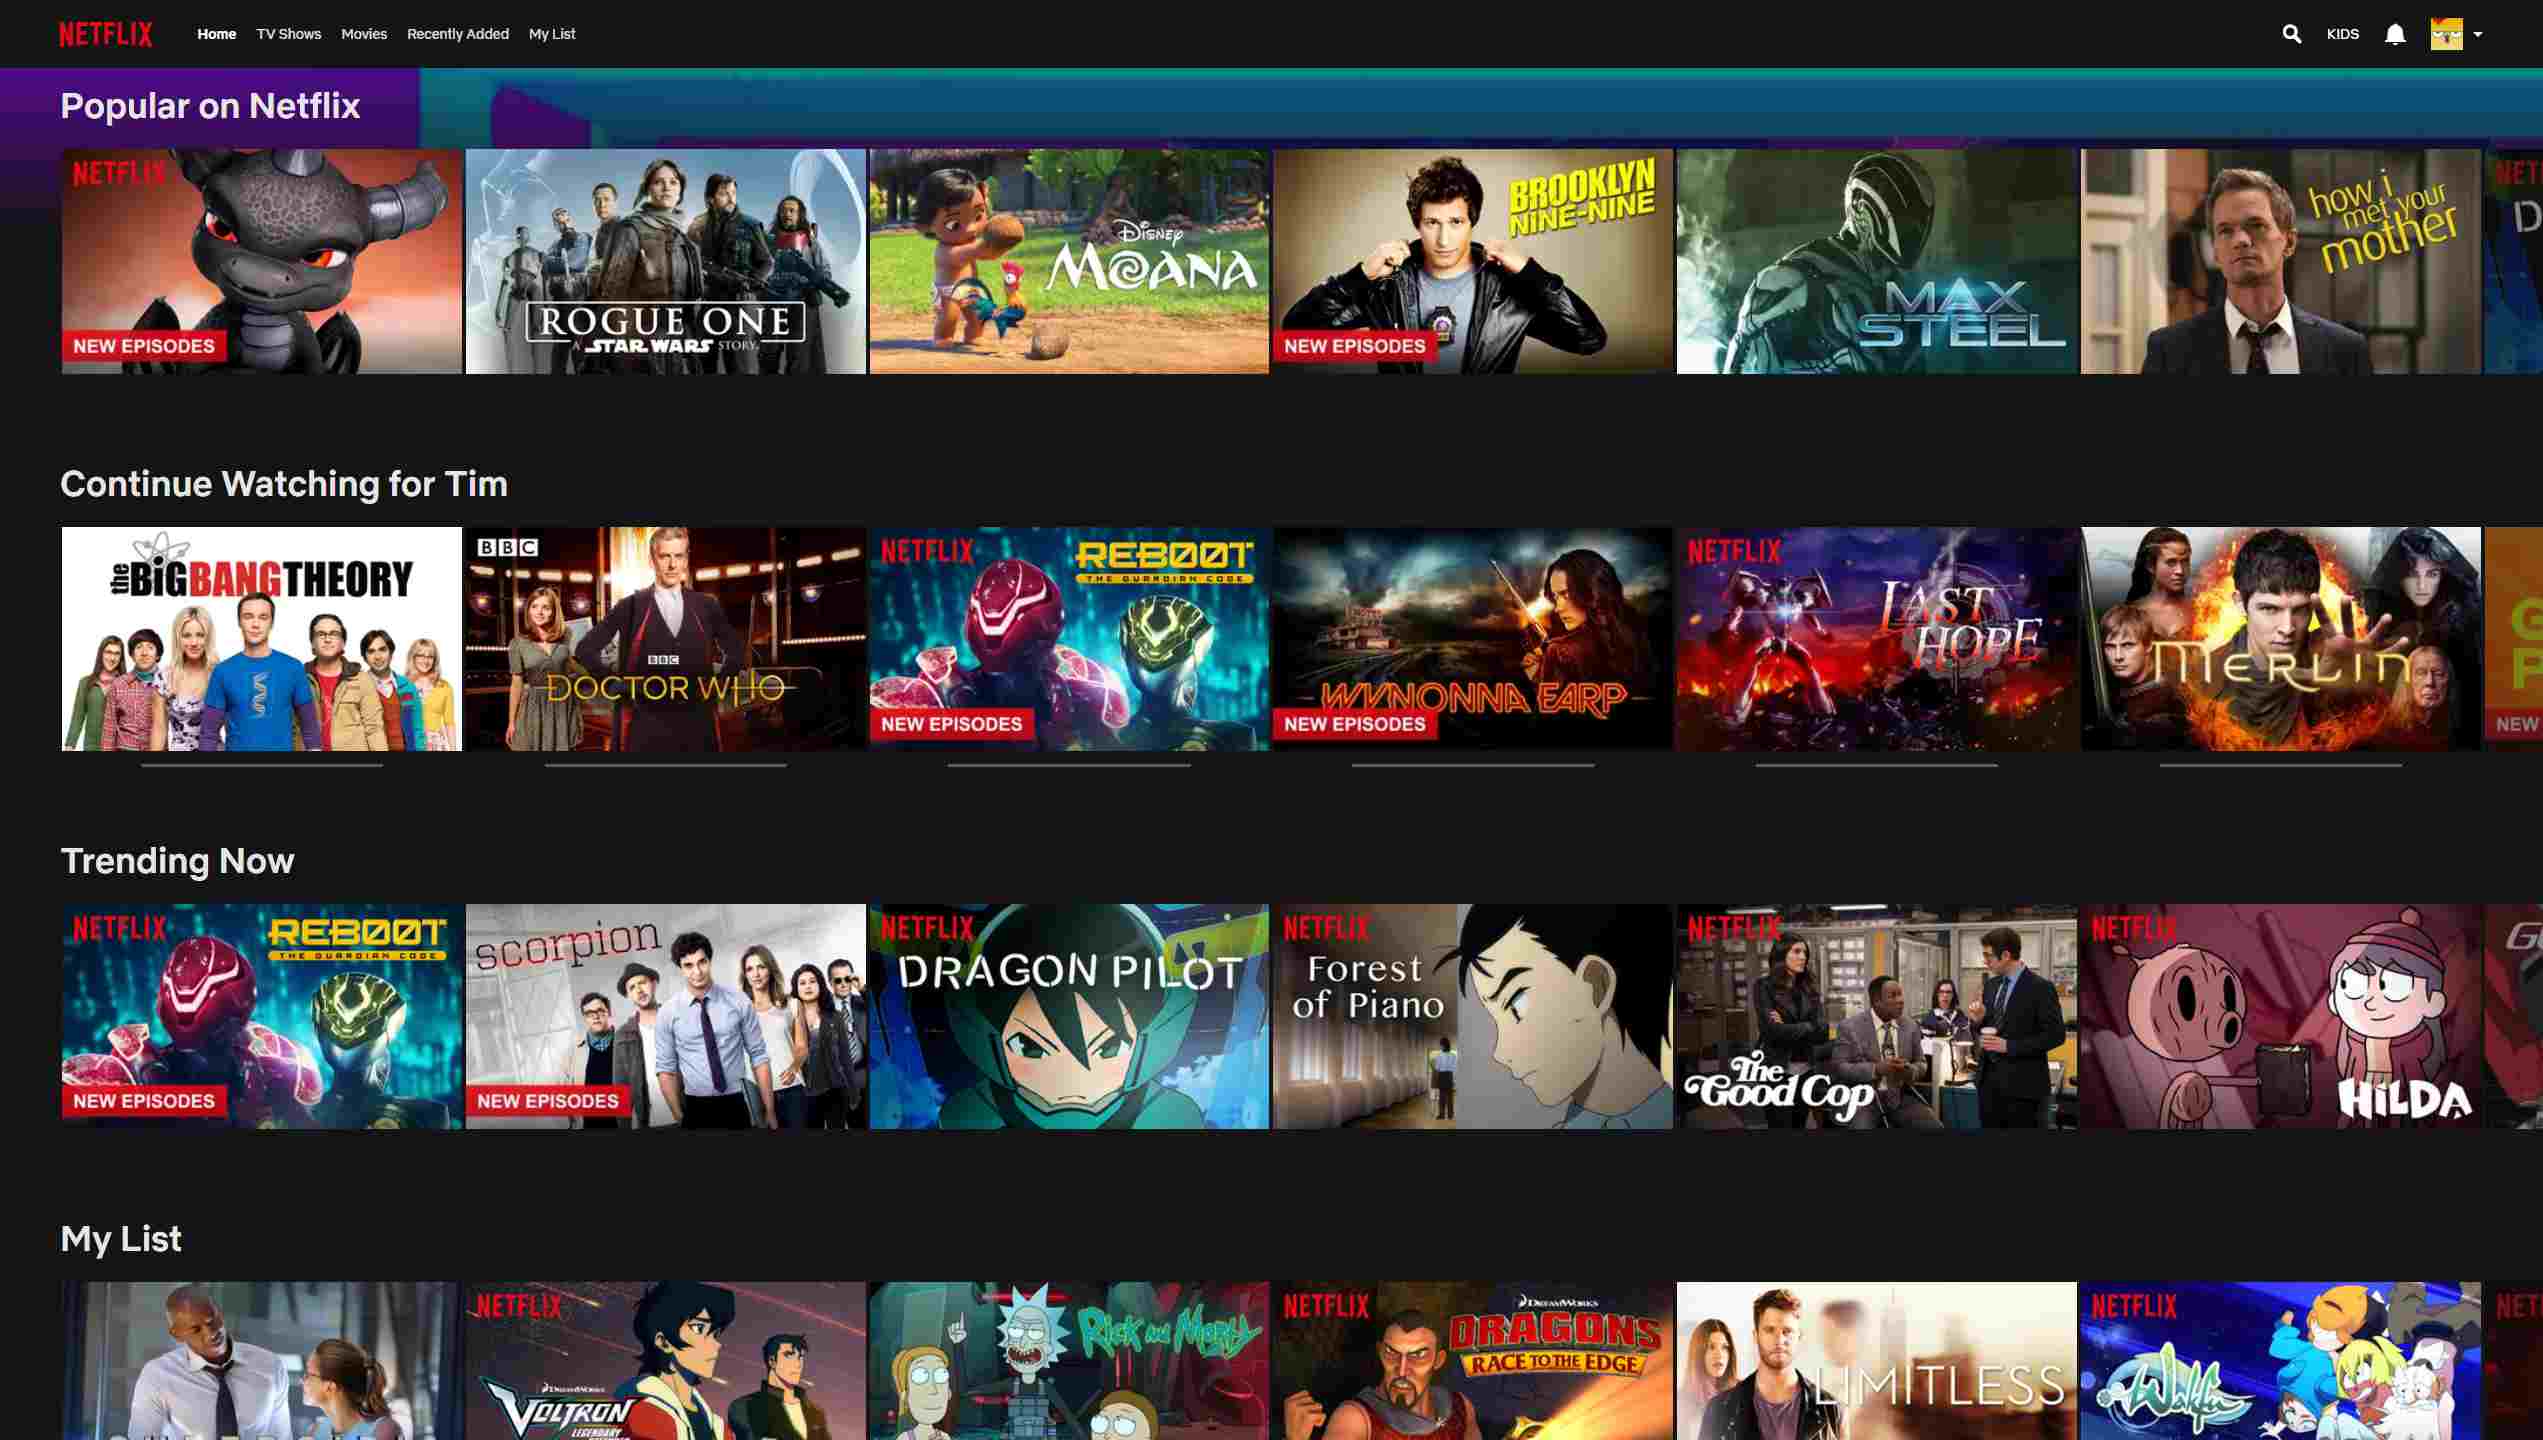 NETFLIX Home TV Shows Movies Recently Added My List KIDS
Popular on Netflix
NETFLIX
NEW EPISODES
ROGUE ONE
A STAR WARS STORY
Disney
MOANA
BROOKLYN
NINE-NINE
NEW EPISODES
MAX
STEEL
how i
met your
mother
Continue Watching for Tim
the BIG BANG THEORY
BBC
BBC
DOCTOR WHO
NETFLIX
REBOOT
THE GUARDIAN CODE
NEW EPISODES
WYNONNA EARP
NEW EPISODES
NETFLIX
LAST
HOPE
MERLIN
NEW
Trending Now
NETFLIX
REBOOT
THE GUARDIAN CODE
NEW EPISODES
scorpion
NEW EPISODES
NETFLIX
DRAGON PILOT
NETFLIX
Forest
of Piano
NETFLIX
The
Good Cop
NETFLIX
HiLDA
My List
NETFLIX
DREAMWORKS
VOLTRON
LEGENDARY
Rick and Morty
NETFLIX
DREAMWORKS
DRAGONS
RACE TO THE EDGE
LIMITLESS
NETFLIX
Wakfu